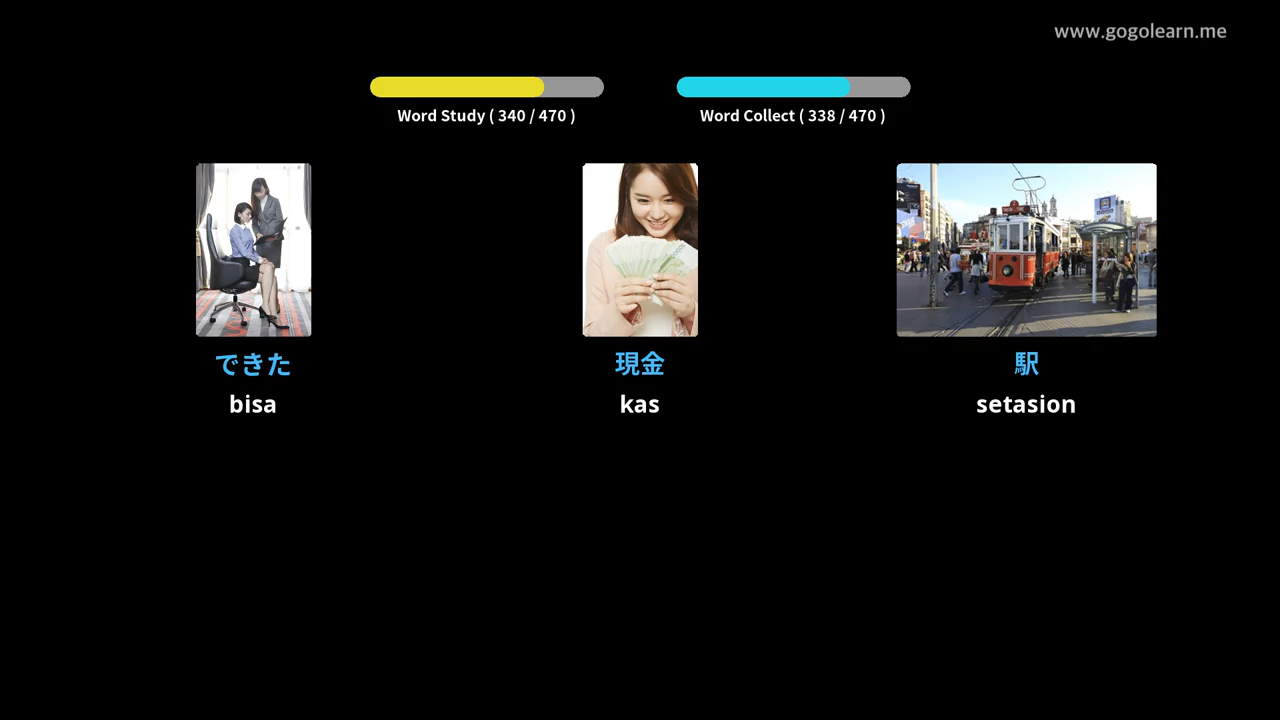 www.gogolearn.me
Word Study ( 340 / 470 )
Word Collect ( 338 / 470 )
できた
bisa
現金
kas
駅
setasion